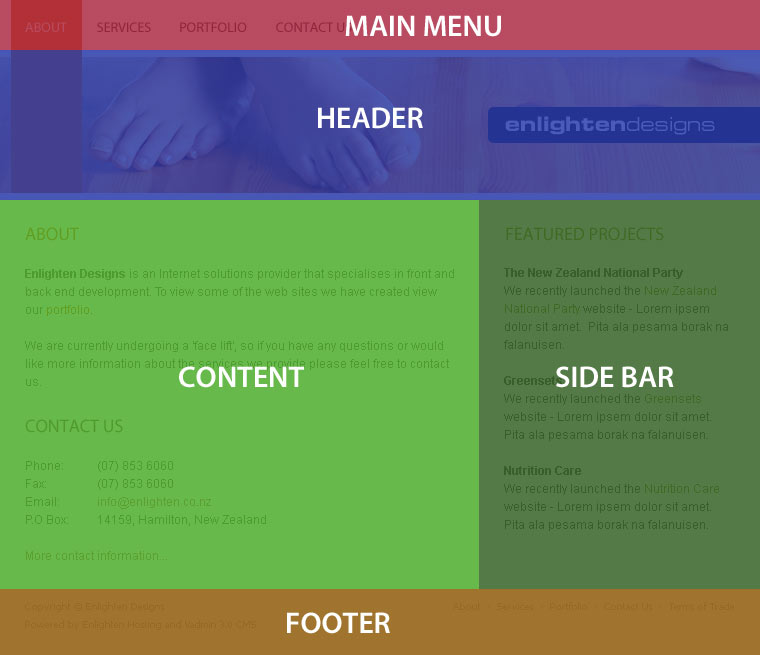 ABOUT SERVICES PORTFOLIO CONTACT U
MAIN MENU
HEADER
enlightendesigns
ABOUT
Enlighten Designs is an Internet solutions provider that specialises in front and
back end development. To view some of the web sites we have created view
our portfolio.
We are currently undergoing a 'face lift', so if you have any questions or would
like more information about the services we provide please feel free to contact
us.
CONTENT
CONTACT US
Phone: (07) 853 6060
Fax: (07) 853 6060
Email: info@enlighten.co.nz
P.O Box: 14159, Hamilton, New Zealand
More contact information...
FEATURED PROJECTS
The New Zealand National Party
We recently launched the New Zealand
National Party website - Lorem ipsem
dolor sit amet. Pita ala pesama borak na
falanuisen.
SIDE BAR
Greensets
We recently launched the Greensets
website - Lorem ipsem dolor sit amet.
Pita ala pesama borak na falanuisen.
Nutrition Care
We recently launched the Nutrition Care
website - Lorem ipsem dolor sit amet.
Pita ala pesama borak na falanuisen.
Copyright © Enlighten Designs
Powered by Enlighten Hosting and Vadmin 3.0 CMS
About - Services - Portfolio - Contact Us - Terms of Trade
FOOTER